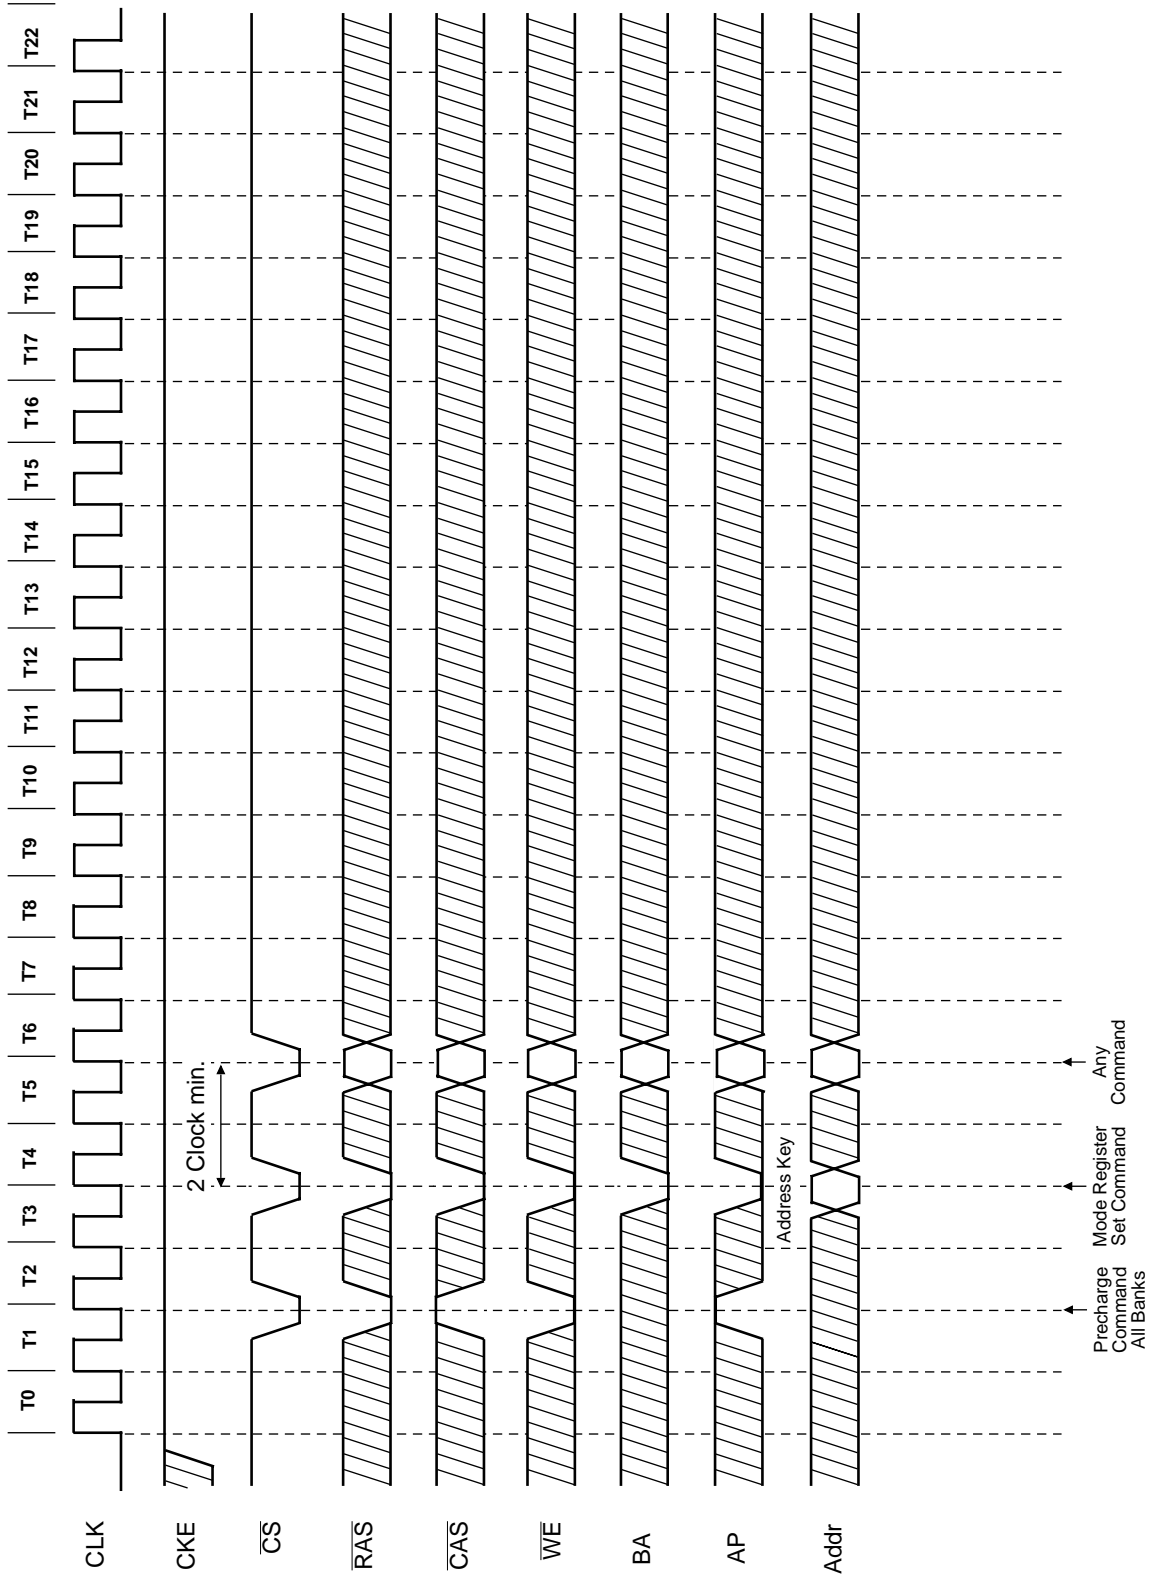 T0 T1 T2 T3 T4 T5 T6 T7 T8 T9 T10 T11 T12 T13 T14 T15 T16 T17 T18 T19 T20 T21 T22
CLK
CKE
2 Clock min.
CS
RAS
CAS
WE
BA
AP
Address Key
Addr
Precharge
Command
All Banks
Mode Register
Set Command
Any
Command